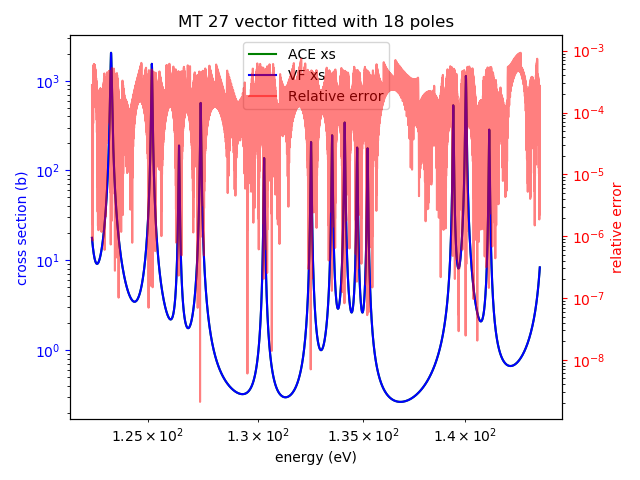 MT 27 vector fitted with 18 poles
ACE xs
VF xs
Relative error
10³
10²
10¹
10⁰
cross section (b)
10⁻³
10⁻⁴
10⁻⁵
10⁻⁶
10⁻⁷
10⁻⁸
relative error
1.25 × 10² 1.3 × 10² 1.35 × 10² 1.4 × 10²
energy (eV)